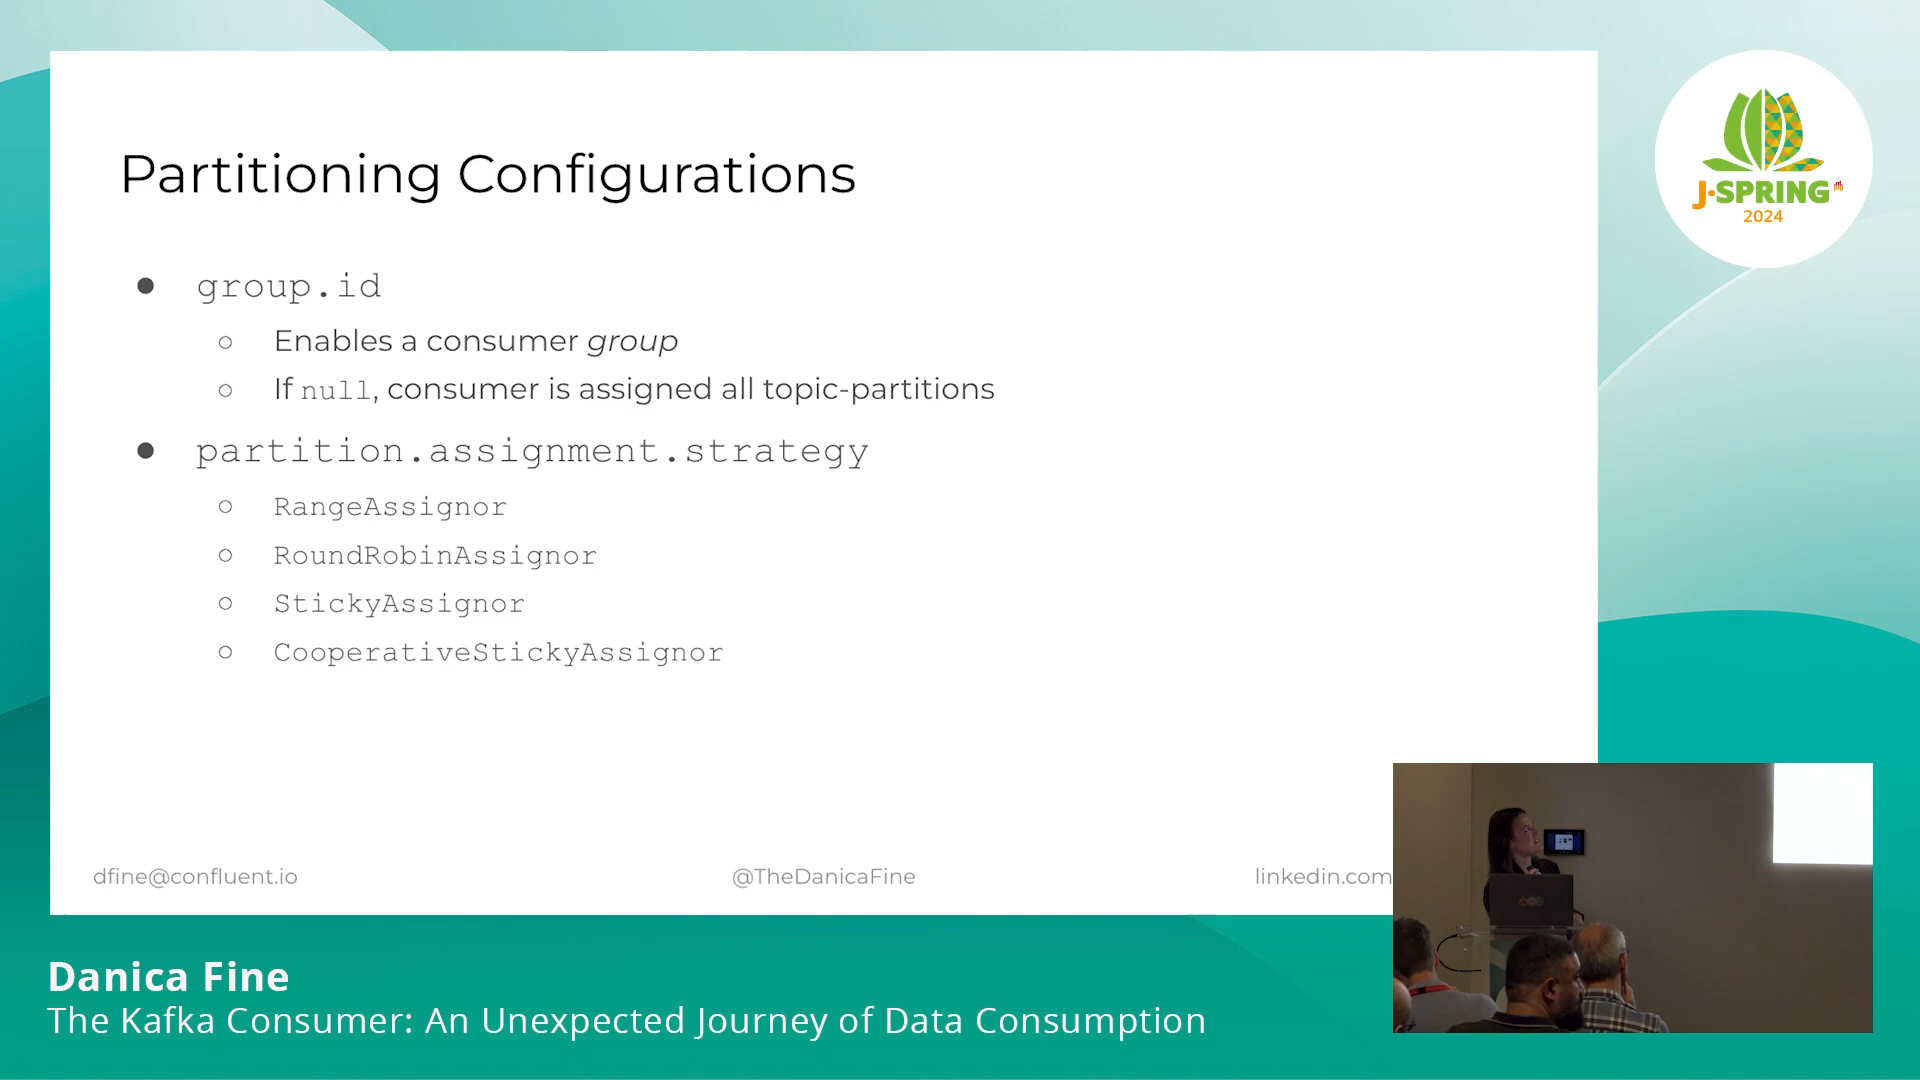 Partitioning Configurations
● group.id
○ Enables a consumer group
○ If null, consumer is assigned all topic-partitions
● partition.assignment.strategy
○ RangeAssignor
○ RoundRobinAssignor
○ StickyAssignor
○ CooperativeStickyAssignor
dfine@confluent.io
@TheDanicaFine
linkedin.com
J•SPRING
2024
Danica Fine
The Kafka Consumer: An Unexpected Journey of Data Consumption